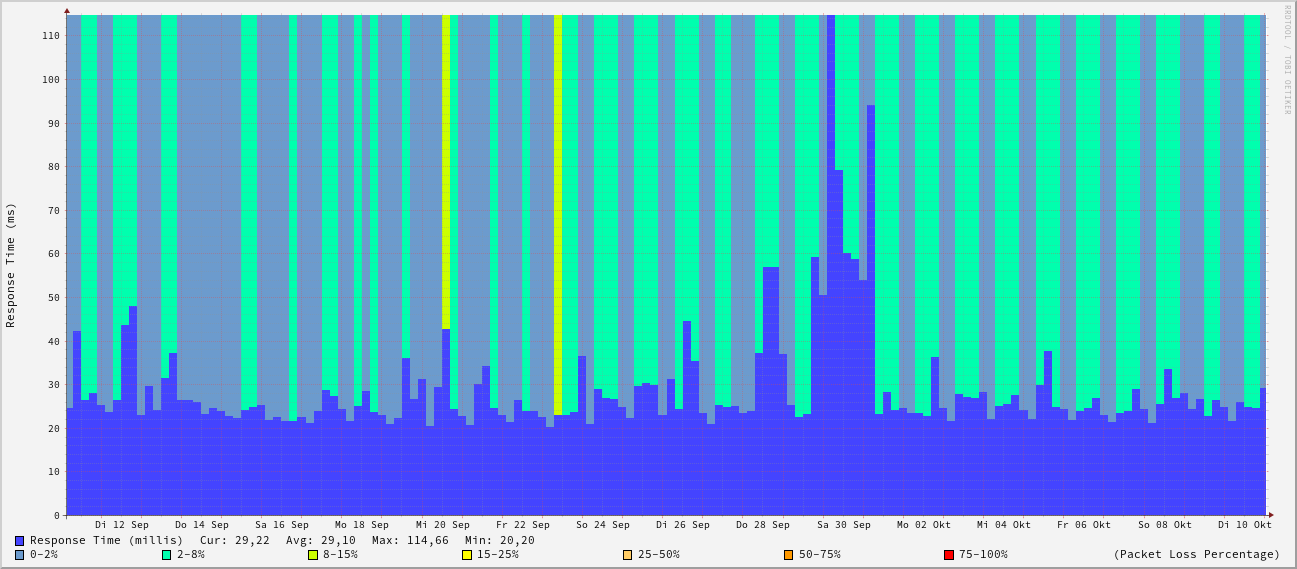 RRDTOOL / TOBI OETIKER
Response Time (ms)
110
100
90
80
70
60
50
40
30
20
10
0
Di 12 Sep Do 14 Sep Sa 16 Sep Mo 18 Sep Mi 20 Sep Fr 22 Sep So 24 Sep Di 26 Sep Do 28 Sep Sa 30 Sep Mo 02 Okt Mi 04 Okt Fr 06 Okt So 08 Okt Di 10 Okt
Response Time (millis) Cur: 29,22 Avg: 29,10 Max: 114,66 Min: 20,20
0-2% 2-8% 8-15% 15-25% 25-50% 50-75% 75-100% (Packet Loss Percentage)